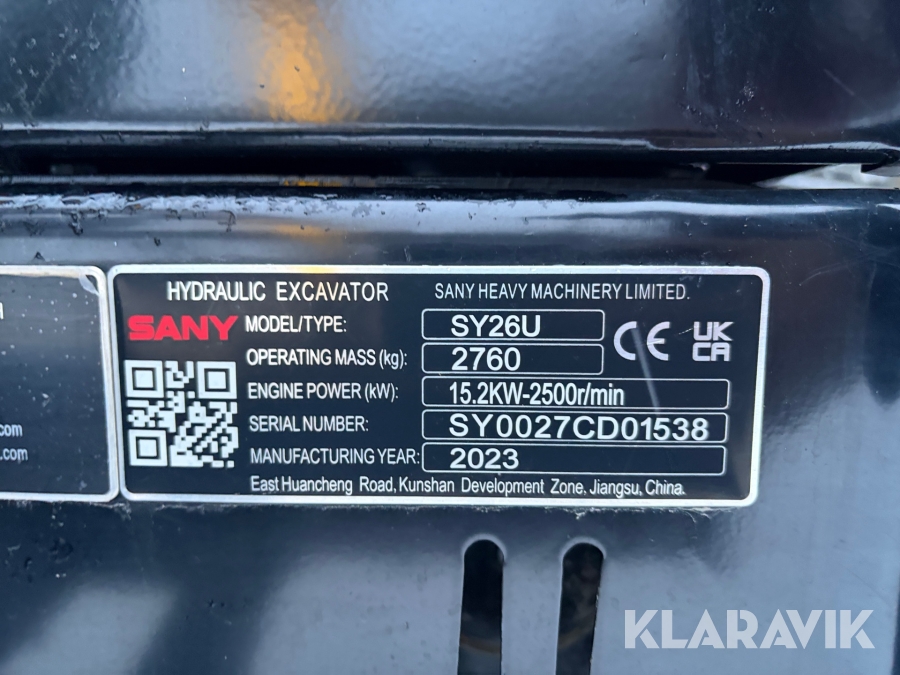 HYDRAULIC EXCAVATOR SANY HEAVY MACHINERY LIMITED.
SANY MODEL/TYPE: SY26U
CE UK CA
OPERATING MASS (kg): 2760
ENGINE POWER (kW): 15.2KW-2500r/min
SERIAL NUMBER: SY0027CD01538
MANUFACTURING YEAR: 2023
East Huancheng Road, Kunshan Development Zone, Jiangsu, China.
.com
.com
KLARAVIK